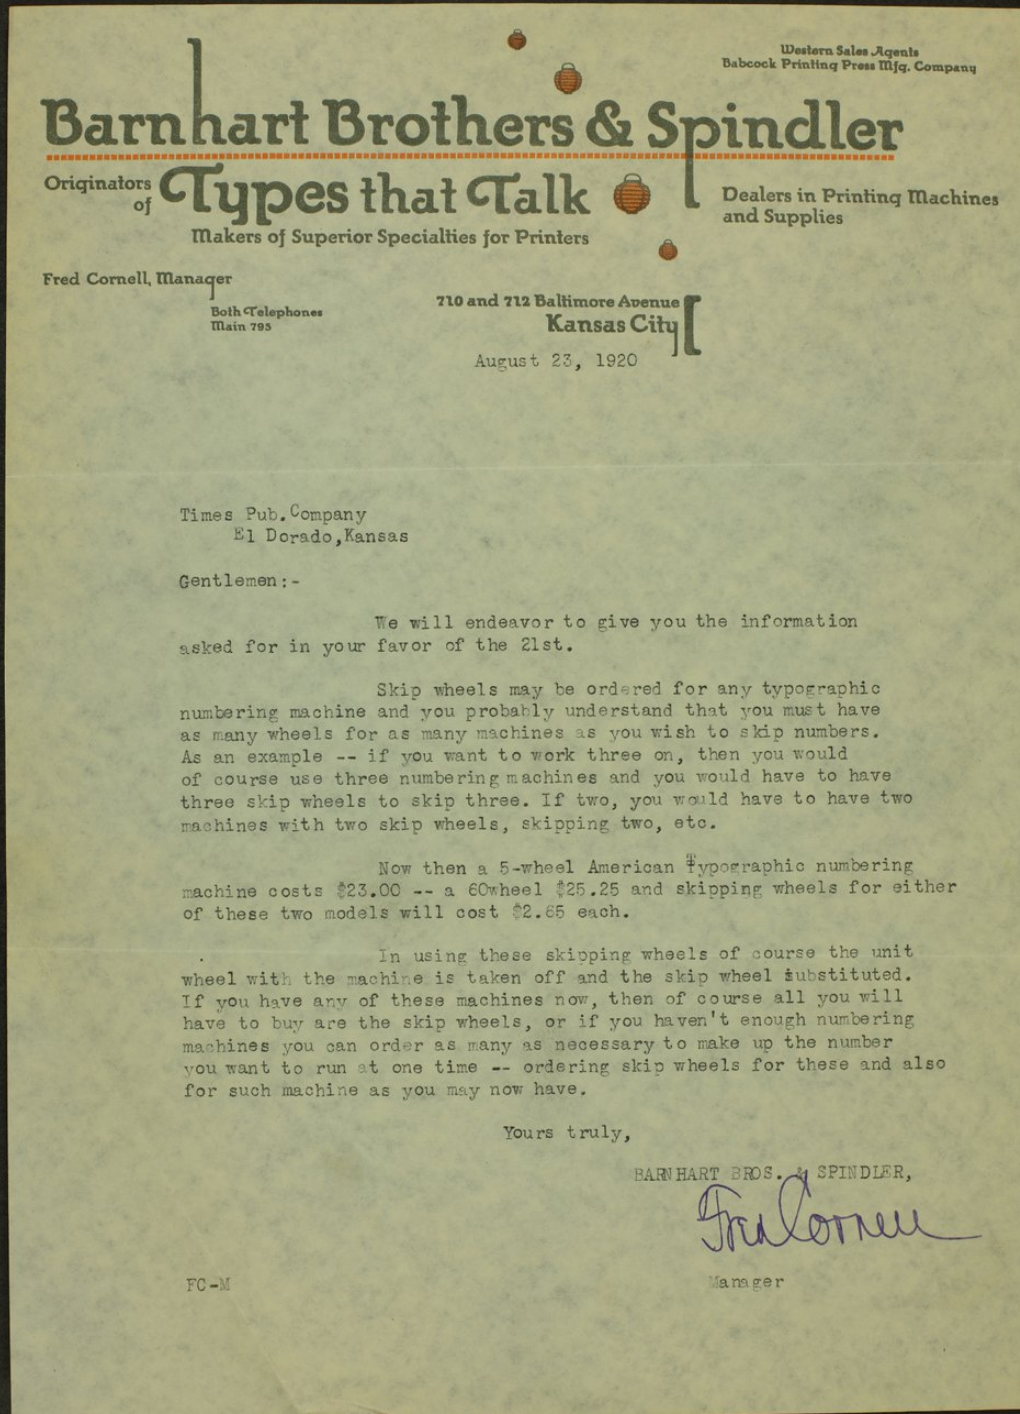 Western Sales Agents
Babcock Printing Press Mfg. Company
Barnhart Brothers & Spindler
Originators
of
Types that Talk
Dealers in Printing Machines
and Supplies
Makers of Superior Specialties for Printers
Fred Cornell, Manager
Both Telephones
Main 795
710 and 712 Baltimore Avenue
Kansas City
August 23, 1920
Times Pub. Company
El Dorado,Kansas
Gentlemen:-
We will endeavor to give you the information
asked for in your favor of the 21st.
Skip wheels may be ordered for any typographic
numbering machine and you probably understand that you must have
as many wheels for as many machines as you wish to skip numbers.
As an example -- if you want to work three on, then you would
of course use three numbering machines and you would have to have
three skip wheels to skip three. If two, you would have to have two
machines with two skip wheels, skipping two, etc.
Now then a 5-wheel American Typographic numbering
machine costs $23.00 -- a 60wheel $25.25 and skipping wheels for either
of these two models will cost $2.65 each.
In using these skipping wheels of course the unit
wheel with the machine is taken off and the skip wheel substituted.
If you have any of these machines now, then of course all you will
have to buy are the skip wheels, or if you haven't enough numbering
machines you can order as many as necessary to make up the number
you want to run at one time -- ordering skip wheels for these and also
for such machine as you may now have.
Yours truly,
BARNHART BROS. & SPINDLER,
Fred Cornell
FC-M
Manager